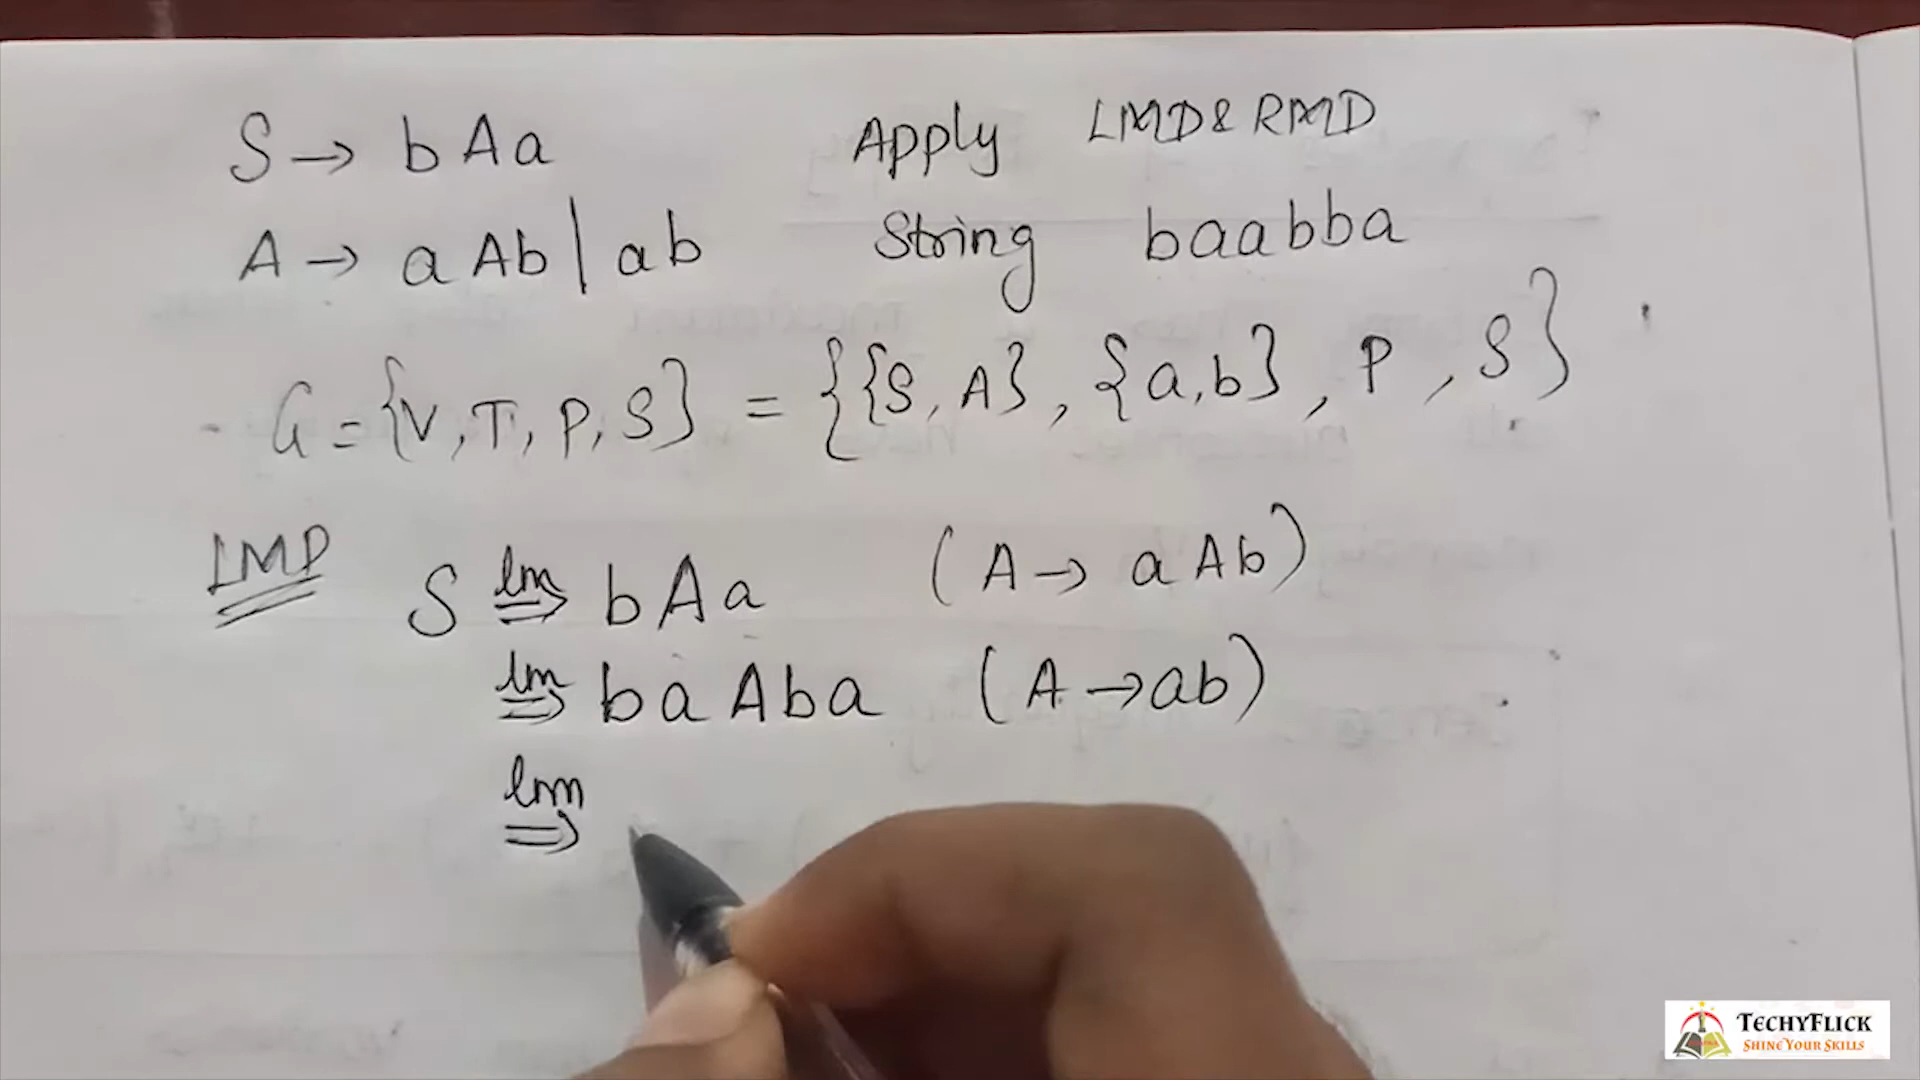 S → bAa Apply LMD & RMD
A → aAb | ab String baabba
G = {V, T, P, S} = {{S, A}, {a, b}, P, S}
LMD S lm⇒ bAa (A → aAb)
lm⇒ baAba (A → ab)
lm⇒
TECHYFLICK
SHINE YOUR SKILLS